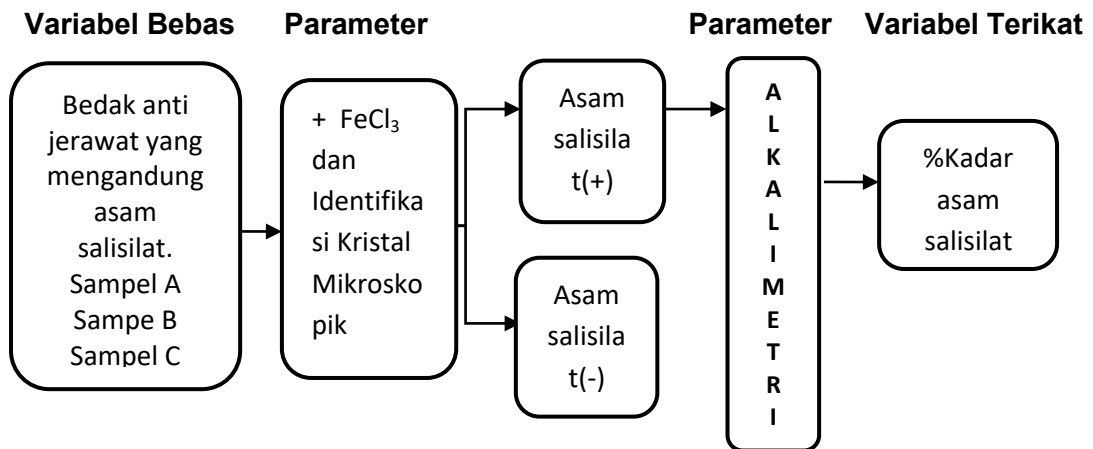 Variabel Bebas Parameter Parameter Variabel Terikat
Bedak anti
jerawat yang
mengandung
asam
salisilat.
Sampel A
Sampe B
Sampel C
+ FeCl₃
dan
Identifika
si Kristal
Mikrosko
pik
Asam
salisila
t(+)
Asam
salisila
t(-)
A
L
K
A
L
I
M
E
T
R
I
%Kadar
asam
salisilat